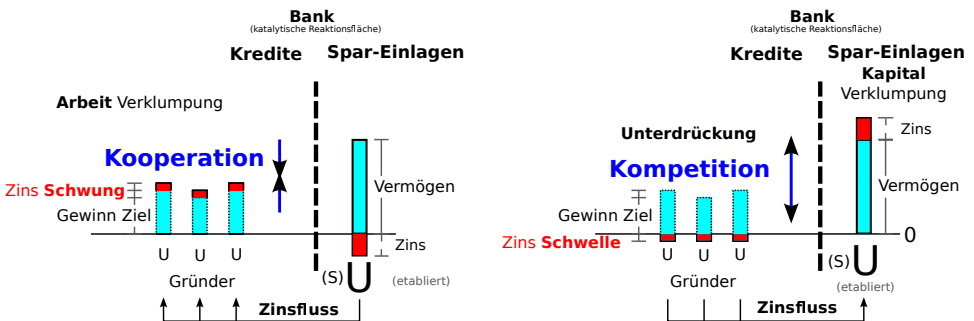 Bank
(katalytische Reaktionsfläche)
Kredite Spar-Einlagen
Arbeit Verklumpung
Kooperation
Zins Schwung
Gewinn Ziel
Vermögen
Zins
U U U
Gründer
(S) U
(etabliert)
Zinsfluss
Bank
(katalytische Reaktionsfläche)
Kredite Spar-Einlagen
Kapital
Verklumpung
Zins
Unterdrückung
Kompetition
Vermögen
Gewinn Ziel
Zins Schwelle
0
U U U
Gründer
(S) U
(etabliert)
Zinsfluss